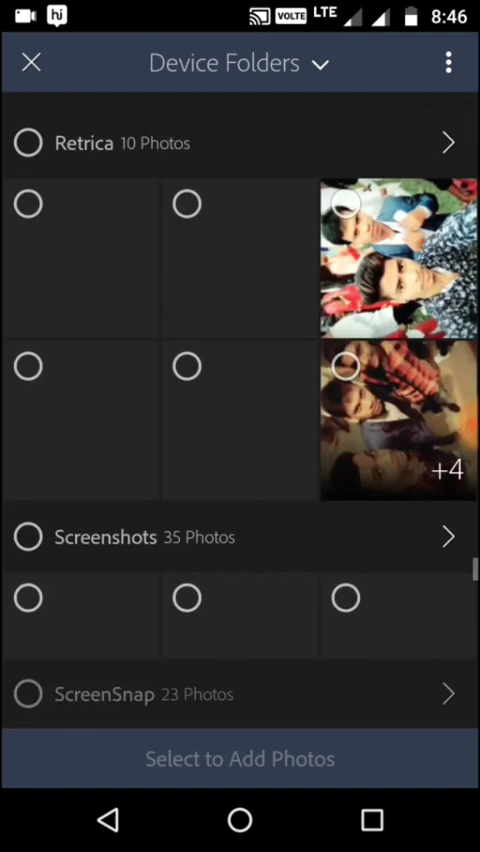 hi VOLTE LTE 8:46
Device Folders
Retrica 10 Photos
+4
Screenshots 35 Photos
ScreenSnap 23 Photos
Select to Add Photos